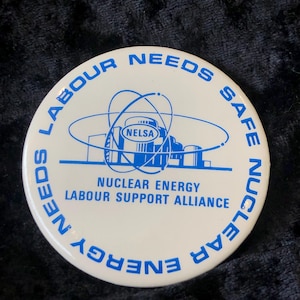 LABOUR NEEDS SAFE NUCLEAR ENERGY NEEDS
NELSA
NUCLEAR ENERGY
LABOUR SUPPORT ALLIANCE